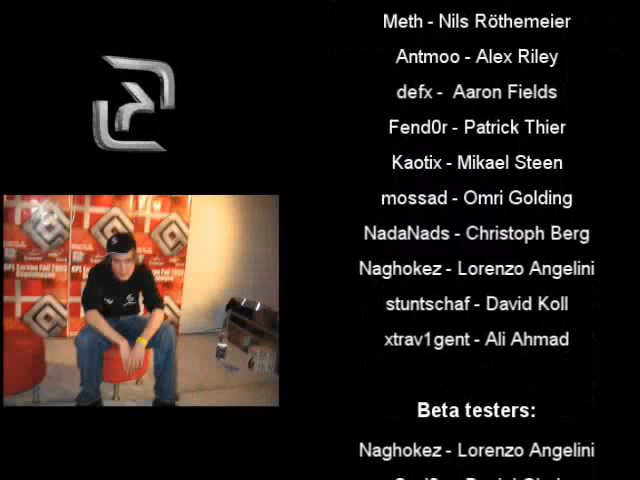 Meth - Nils Röthemeier
Antmoo - Alex Riley
defx - Aaron Fields
Fend0r - Patrick Thier
Kaotix - Mikael Steen
mossad - Omri Golding
NadaNads - Christoph Berg
Naghokez - Lorenzo Angelini
stuntschaf - David Koll
xtrav1gent - Ali Ahmad
Beta testers:
Naghokez - Lorenzo Angelini